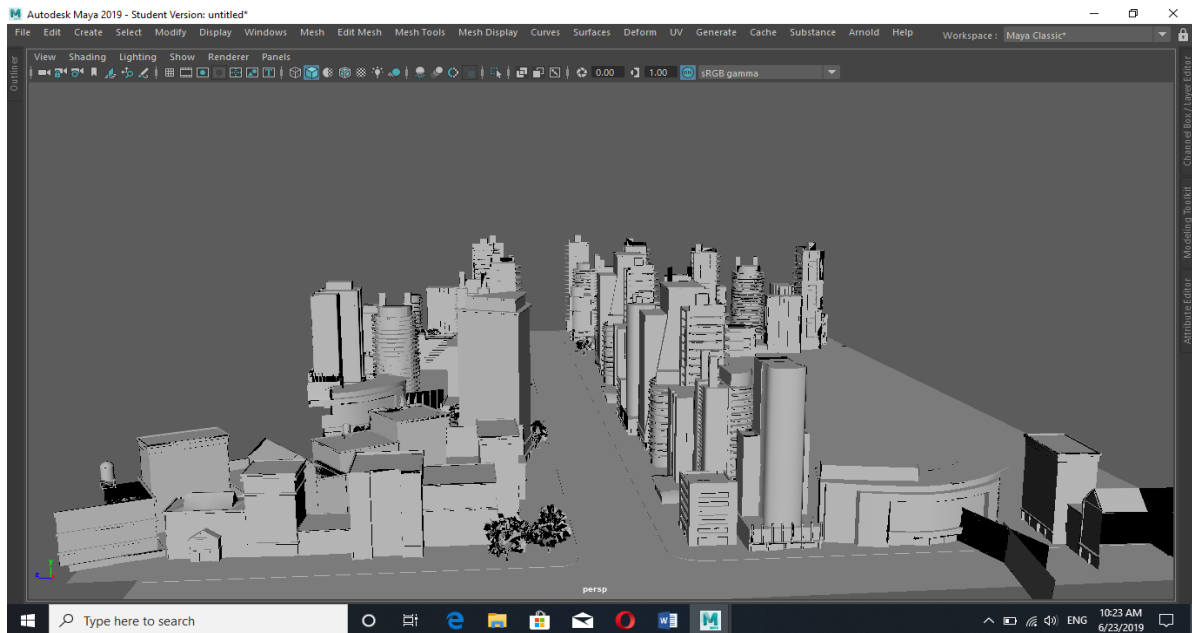 Autodesk Maya 2019 - Student Version: untitled*
File Edit Create Select Modify Display Windows Mesh Edit Mesh Mesh Tools Mesh Display Curves Surfaces Deform UV Generate Cache Substance Arnold Help Workspace : Maya Classic*
View Shading Lighting Show Renderer Panels
0.00 1.00 sRGB gamma
Outliner
Channel Box / Layer Editor
Modeling Toolkit
Attribute Editor
y
z
persp
Type here to search
ENG
10:23 AM
6/23/2019